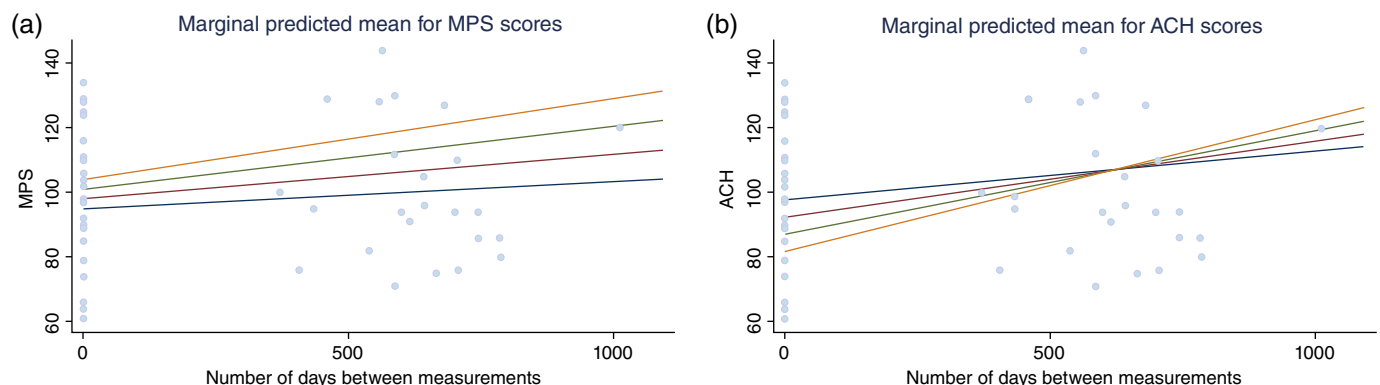 (a)
Marginal predicted mean for MPS scores
MPS
140
120
100
80
60
0
500
1000
Number of days between measurements
(b)
Marginal predicted mean for ACH scores
ACH
140
120
100
80
60
0
500
1000
Number of days between measurements